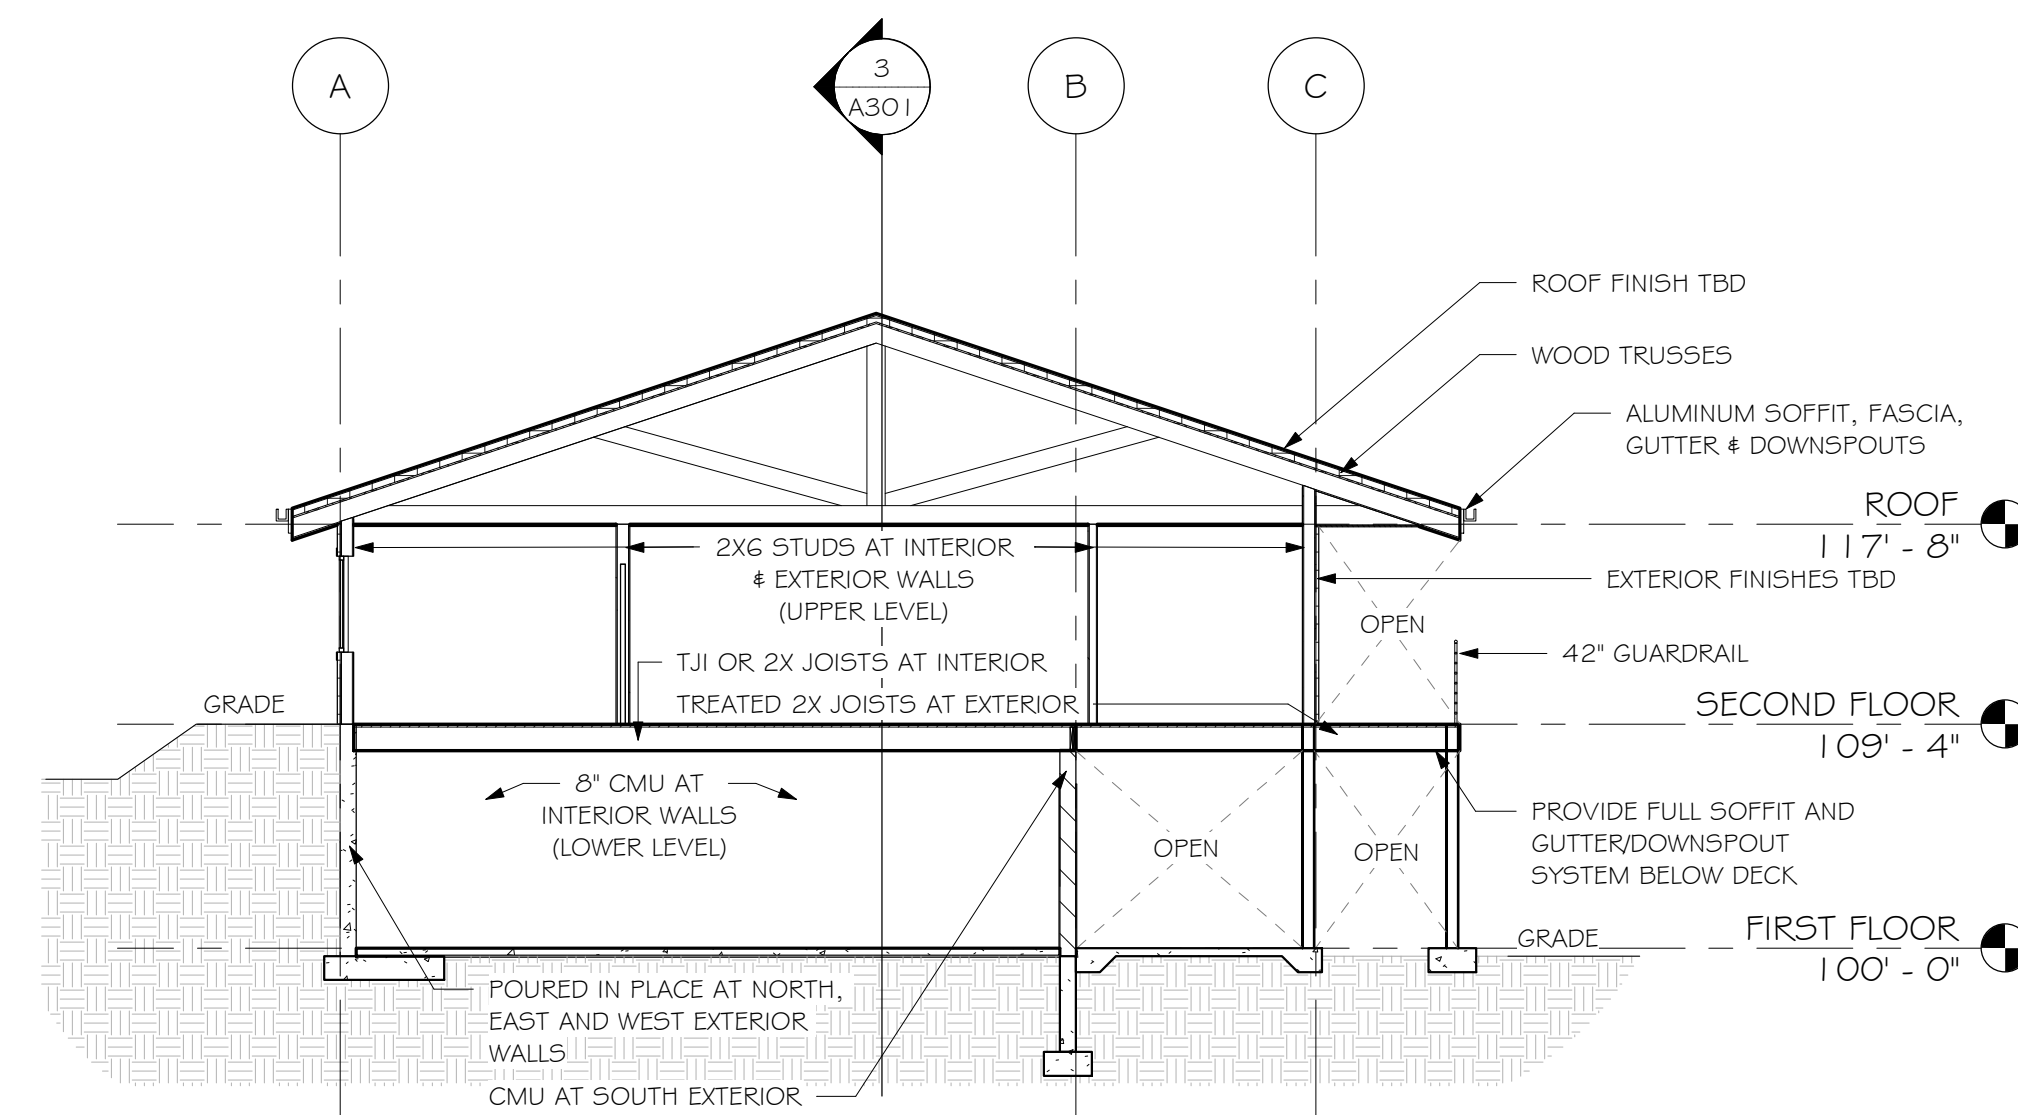 A
3
A301
B
C
ROOF FINISH TBD
WOOD TRUSSES
ALUMINUM SOFFIT, FASCIA,
GUTTER & DOWNSPOUTS
ROOF
117' - 8"
2X6 STUDS AT INTERIOR
& EXTERIOR WALLS
(UPPER LEVEL)
EXTERIOR FINISHES TBD
OPEN
42" GUARDRAIL
TJI OR 2X JOISTS AT INTERIOR
TREATED 2X JOISTS AT EXTERIOR
GRADE
SECOND FLOOR
109' - 4"
8" CMU AT
INTERIOR WALLS
(LOWER LEVEL)
OPEN
OPEN
PROVIDE FULL SOFFIT AND
GUTTER/DOWNSPOUT
SYSTEM BELOW DECK
GRADE
FIRST FLOOR
100' - 0"
POURED IN PLACE AT NORTH,
EAST AND WEST EXTERIOR
WALLS
CMU AT SOUTH EXTERIOR